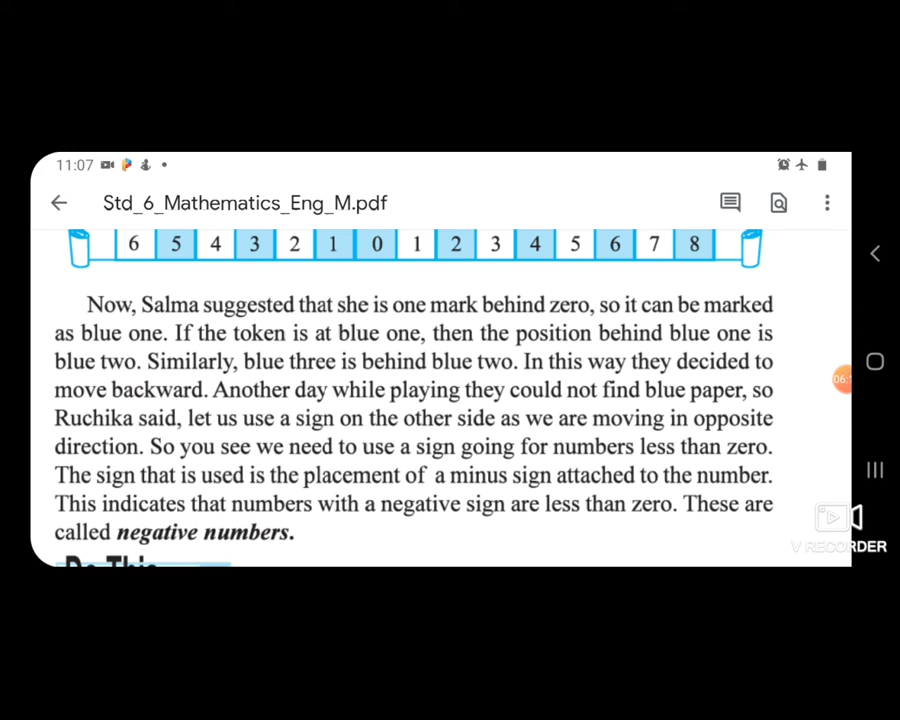 11:07
Std_6_Mathematics_Eng_M.pdf
6 5 4 3 2 1 0 1 2 3 4 5 6 7 8
Now, Salma suggested that she is one mark behind zero, so it can be marked
as blue one. If the token is at blue one, then the position behind blue one is
blue two. Similarly, blue three is behind blue two. In this way they decided to
move backward. Another day while playing they could not find blue paper, so
Ruchika said, let us use a sign on the other side as we are moving in opposite
direction. So you see we need to use a sign going for numbers less than zero.
The sign that is used is the placement of a minus sign attached to the number.
This indicates that numbers with a negative sign are less than zero. These are
called negative numbers.
Do This
V RECORDER